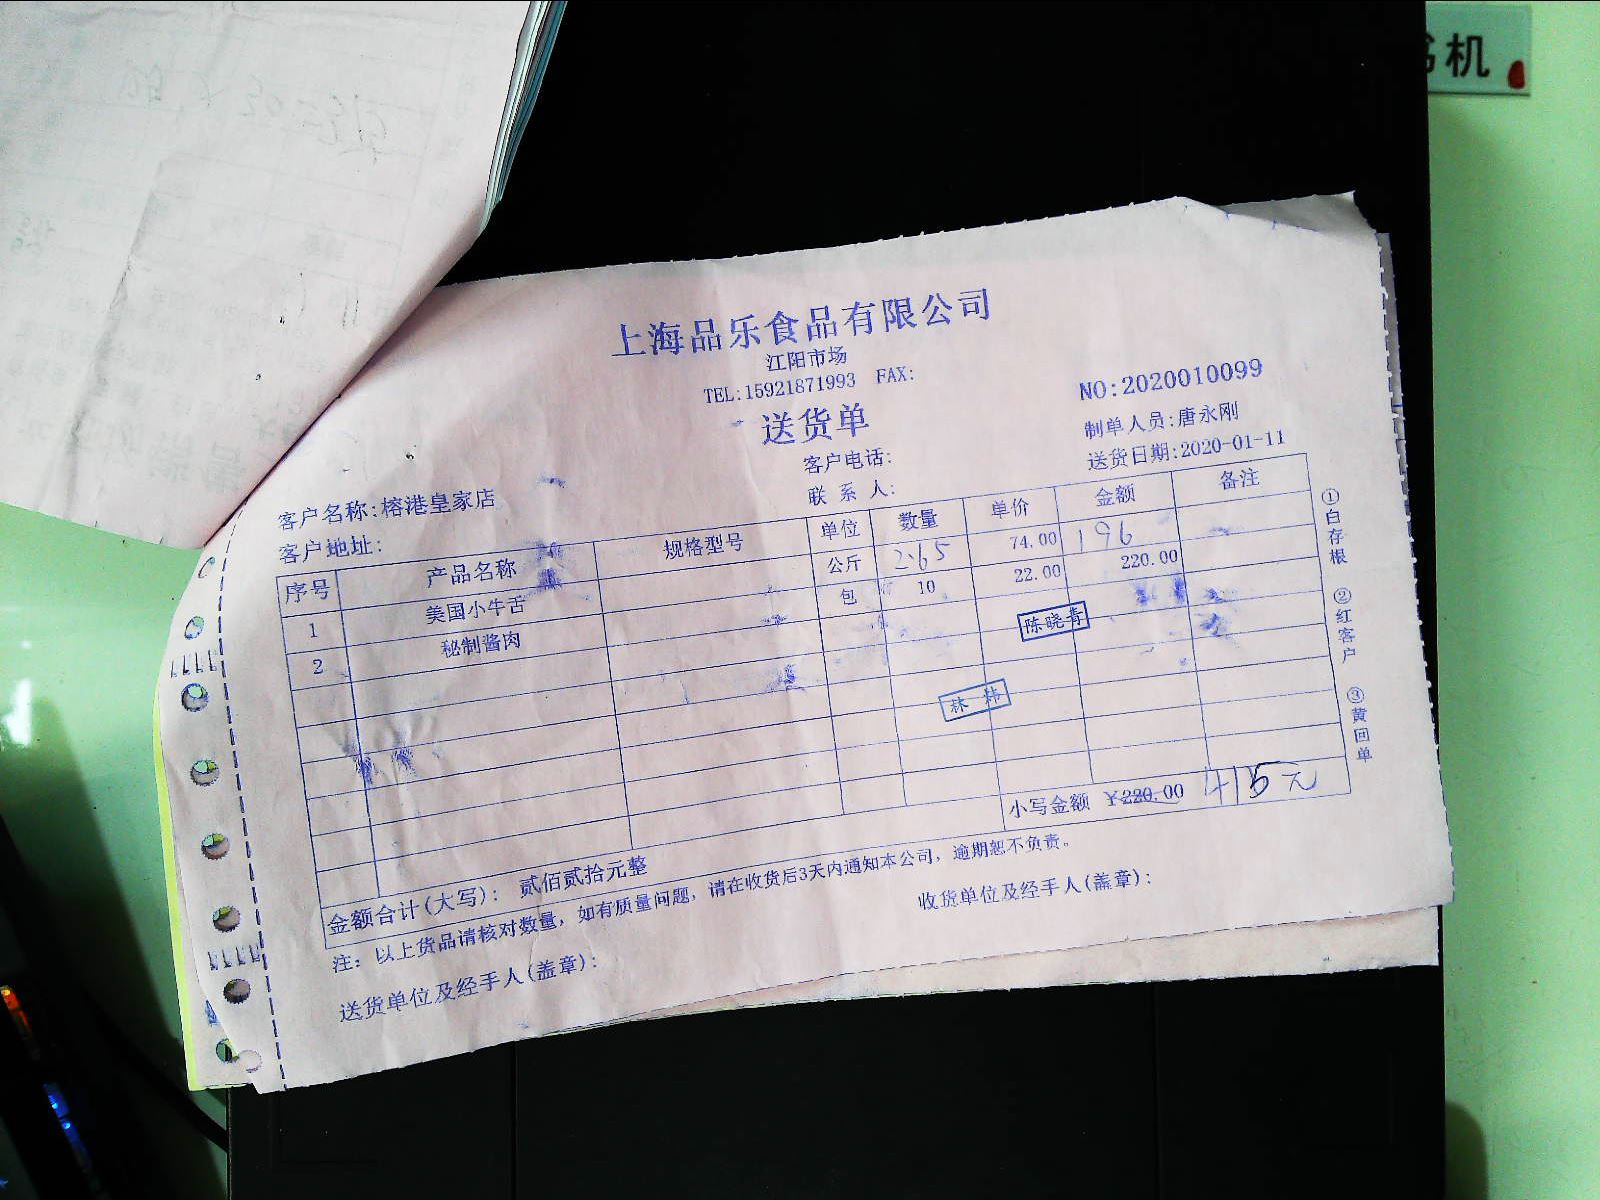 机
上海品乐食品有限公司
江阳市场
TEL:15921871993 FAX:
NO:2020010099
送货单
制单人员:唐永刚
客户电话:
送货日期:2020-01-11
客户名称:榕港皇家店
联 系 人:
客户地址:
序号 产品名称 规格型号 单位 数量 单价 金额 备注
1 美国小牛舌 公斤 2.65 74.00 196
2 秘制酱肉 包 10 22.00 220.00
陈晓青
林 炜
小写金额 ¥220.00 415元
金额合计(大写): 贰佰贰拾元整
注: 以上货品请核对数量, 如有质量问题, 请在收货后3天内通知本公司, 逾期恕不负责。
送货单位及经手人(盖章):
收货单位及经手人(盖章):
①白存根 ②红客户 ③黄回单